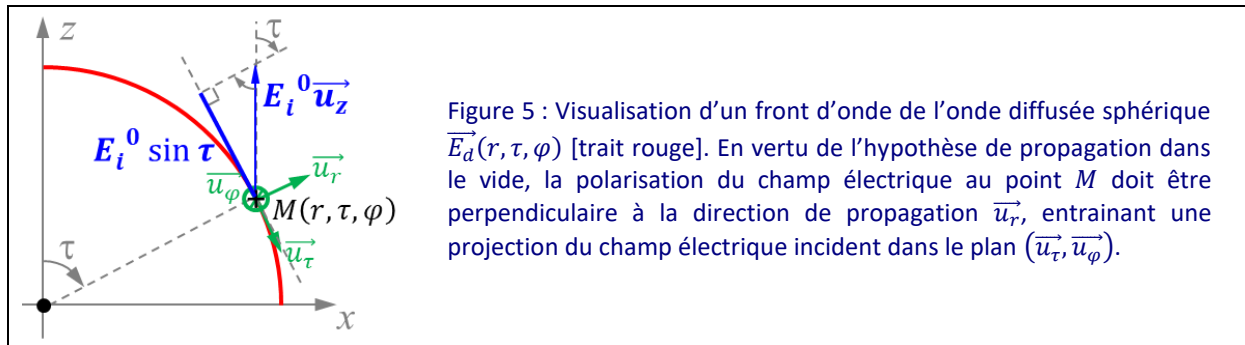 z
τ
E_i^0 u_z→
E_i^0 sin τ
u_r→
u_φ→
M(r, τ, φ)
τ
u_τ→
x
Figure 5 : Visualisation d’un front d’onde de l’onde diffusée sphérique
E_d→(r, τ, φ) [trait rouge]. En vertu de l’hypothèse de propagation dans
le vide, la polarisation du champ électrique au point M doit être
perpendiculaire à la direction de propagation u_r→, entrainant une
projection du champ électrique incident dans le plan (u_τ→, u_φ→).